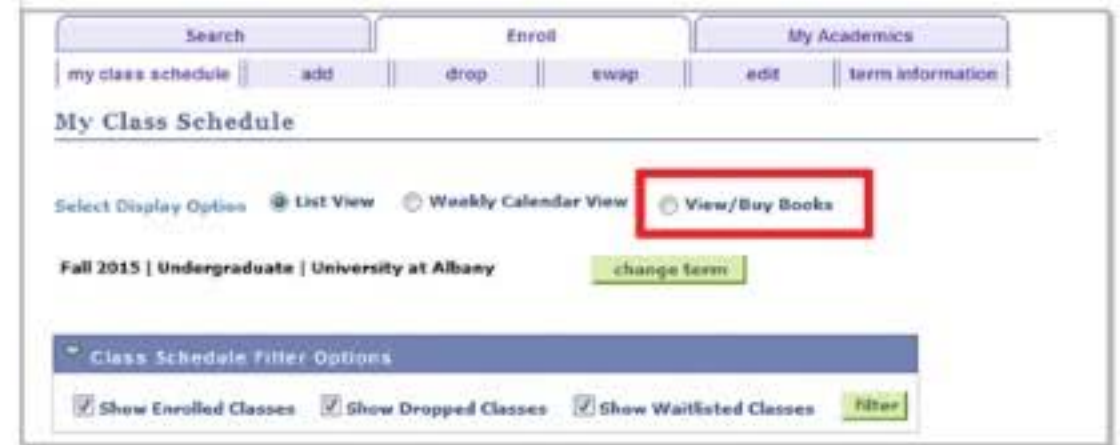 Search Enroll My Academics
my class schedule add drop swap edit term information
My Class Schedule
Select Display Option List View Weekly Calendar View View/Buy Books
Fall 2015 | Undergraduate | University at Albany change term
Class Schedule Filter Options
Show Enrolled Classes Show Dropped Classes Show Waitlisted Classes filter